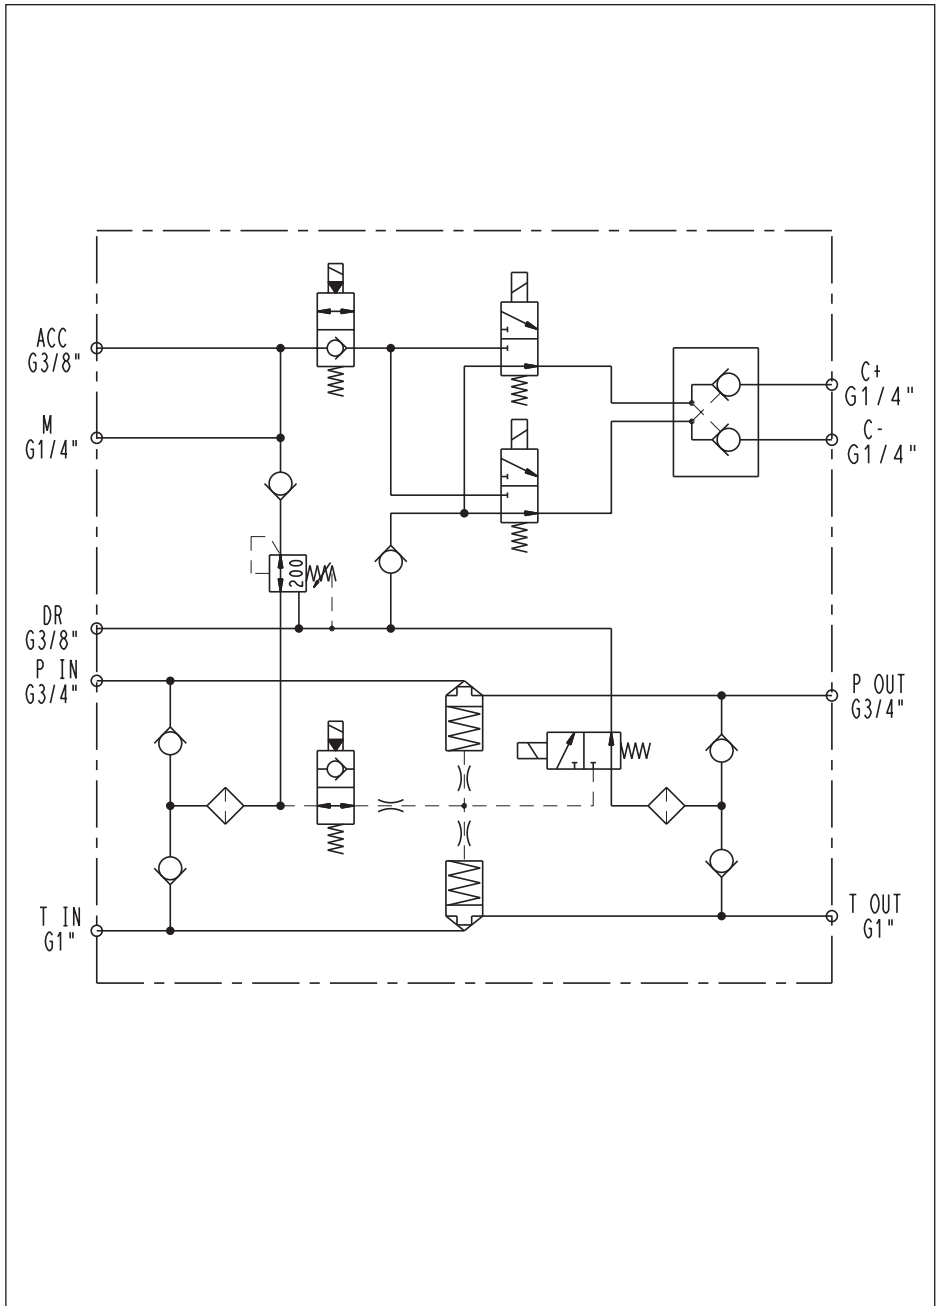 ACC
G3/8"
M
G1/4"
C+
G1/4"
C-
G1/4"
200
DR
G3/8"
P IN
G3/4"
P OUT
G3/4"
T IN
G1"
T OUT
G1"